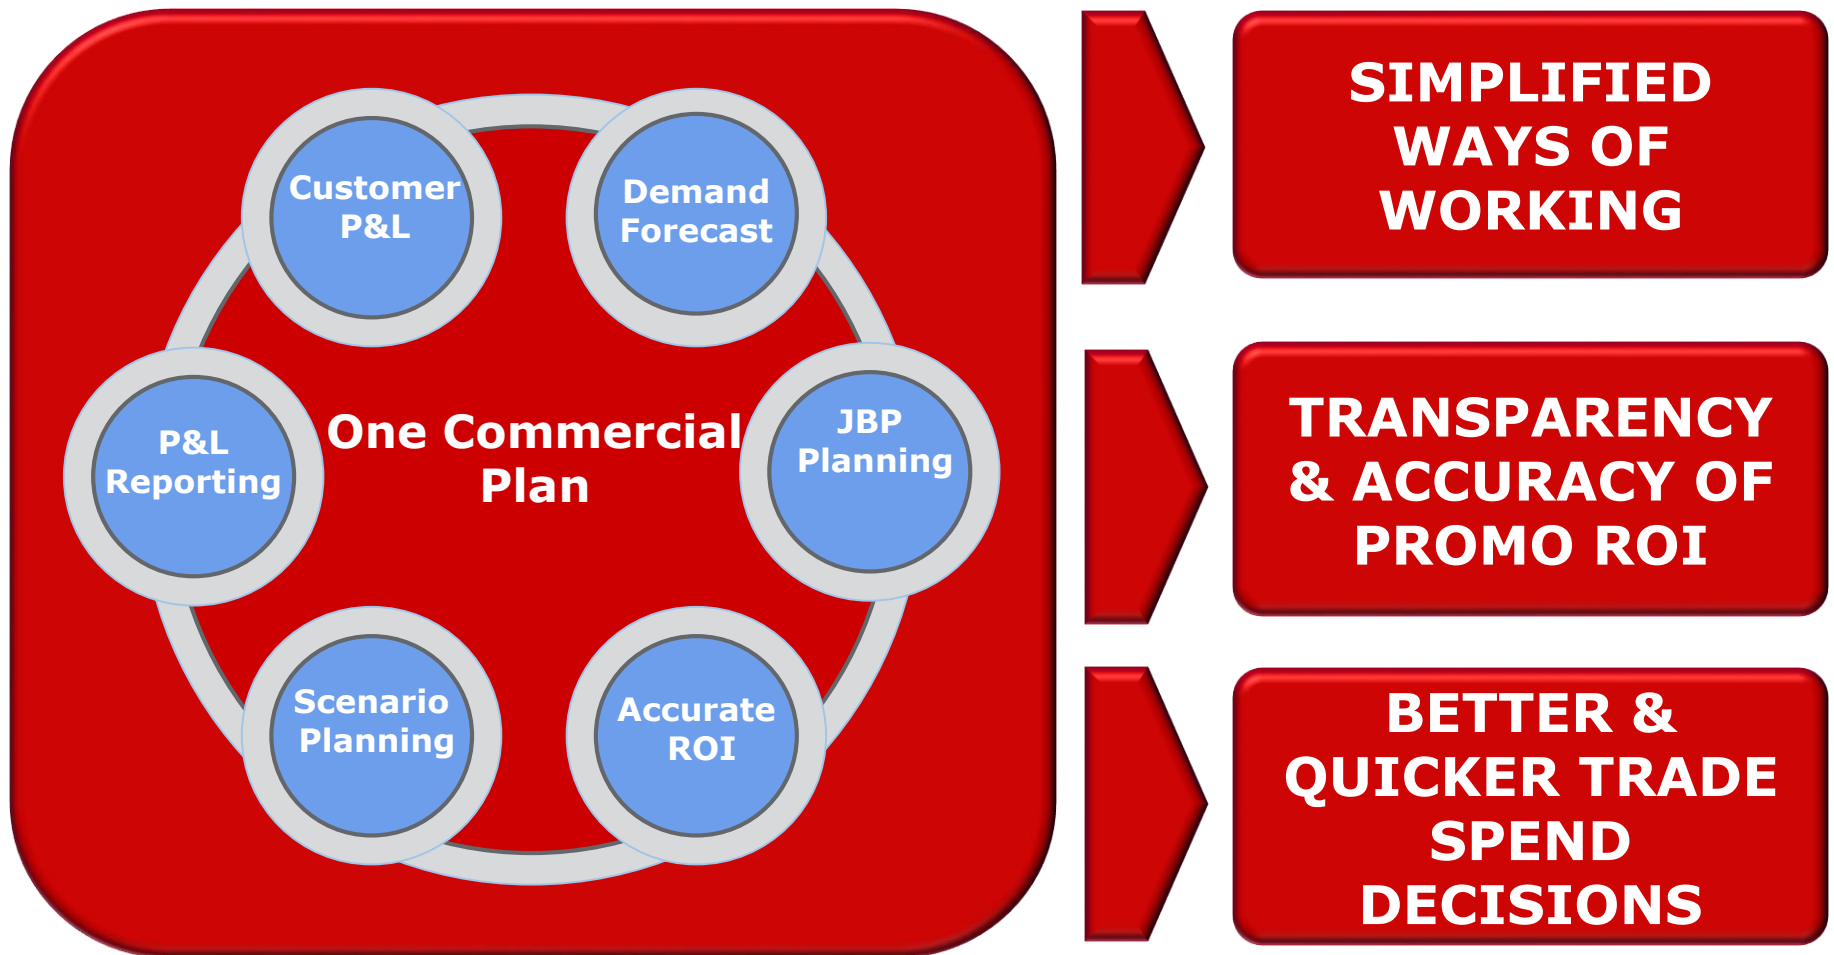 Customer
P&L
Demand
Forecast
P&L
Reporting
One Commercial
Plan
JBP
Planning
Scenario
Planning
Accurate
ROI
SIMPLIFIED
WAYS OF
WORKING
TRANSPARENCY
& ACCURACY OF
PROMO ROI
BETTER &
QUICKER TRADE
SPEND
DECISIONS